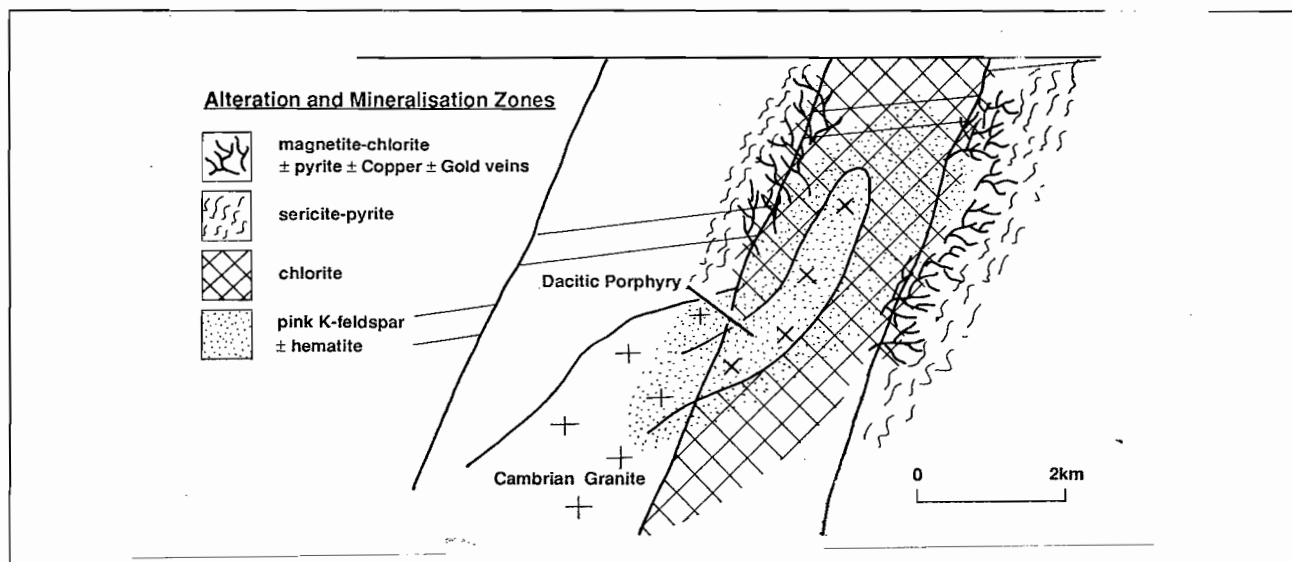 Alteration and Mineralisation Zones
magnetite-chlorite
± pyrite ± Copper ± Gold veins
sericite-pyrite
chlorite
pink K-feldspar
± hematite
Dacitic Porphyry
Cambrian Granite
0 2km